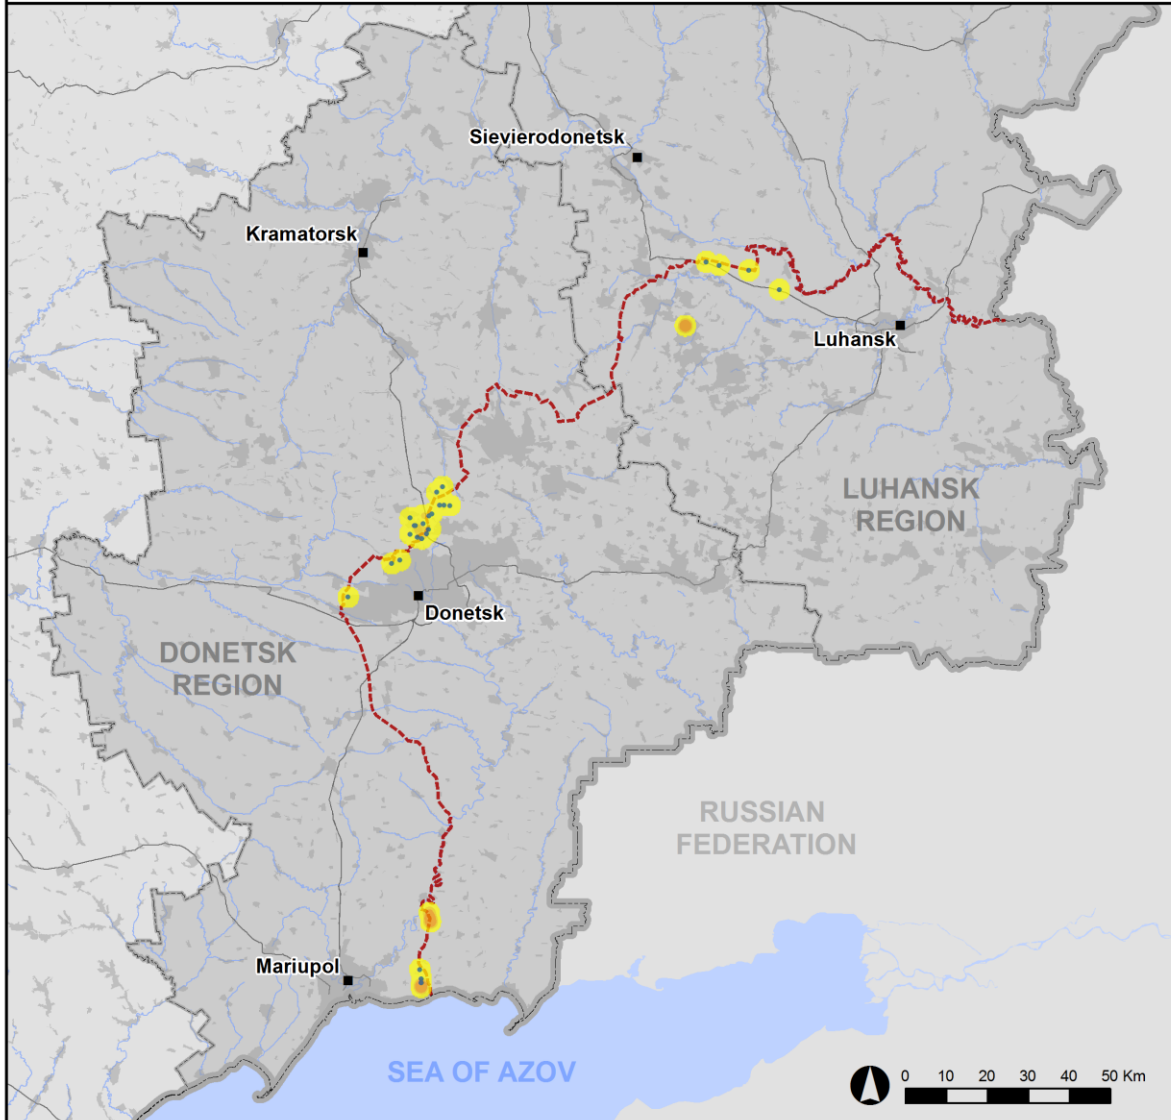 Sievierodonetsk
Kramatorsk
Luhansk
LUHANSK
REGION
Donetsk
DONETSK
REGION
RUSSIAN
FEDERATION
Mariupol
SEA OF AZOV
0 10 20 30 40 50 Km